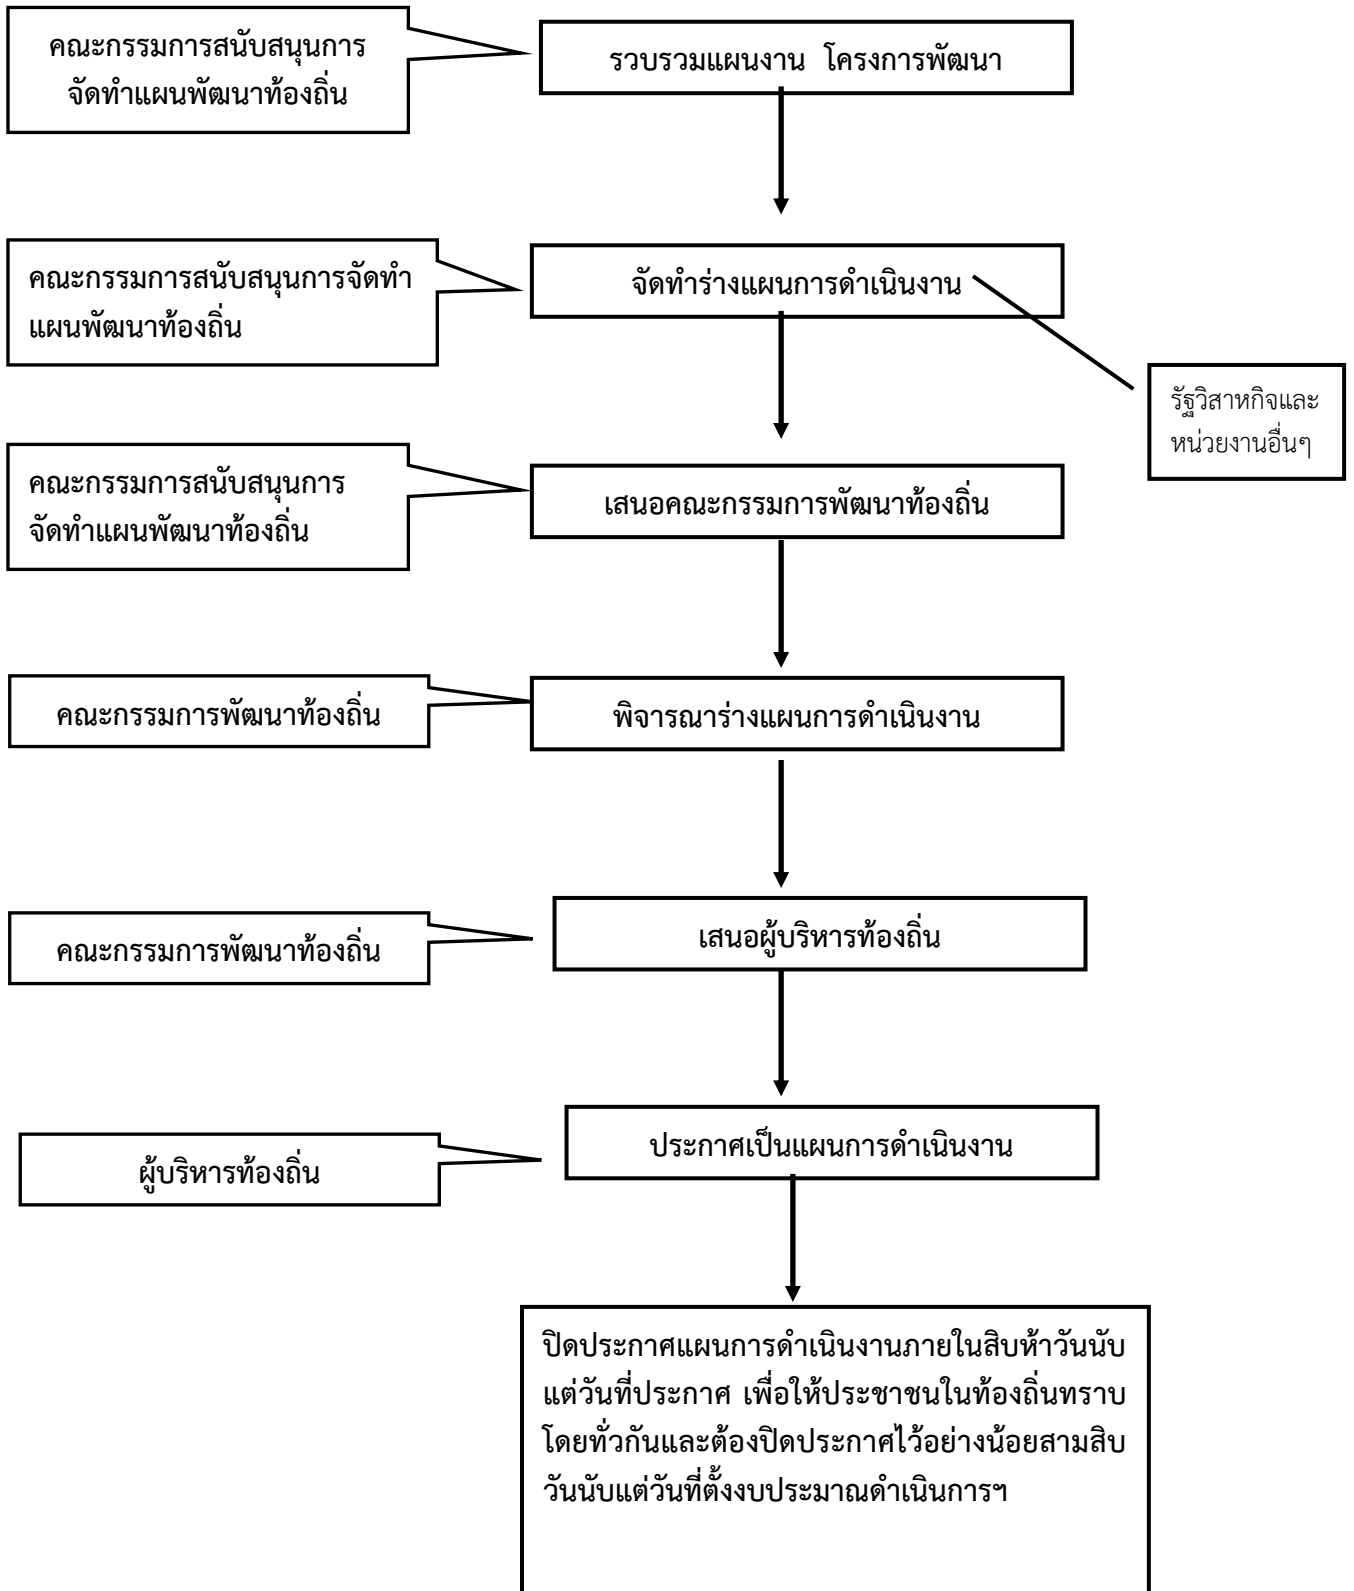 คณะกรรมการสนับสนุนการ
จัดทำแผนพัฒนาท้องถิ่น
รวบรวมแผนงาน โครงการพัฒนา
คณะกรรมการสนับสนุนการจัดทำ
แผนพัฒนาท้องถิ่น
จัดทำร่างแผนการดำเนินงาน
รัฐวิสาหกิจและ
หน่วยงานอื่นๆ
คณะกรรมการสนับสนุนการ
จัดทำแผนพัฒนาท้องถิ่น
เสนอคณะกรรมการพัฒนาท้องถิ่น
คณะกรรมการพัฒนาท้องถิ่น
พิจารณาร่างแผนการดำเนินงาน
คณะกรรมการพัฒนาท้องถิ่น
เสนอผู้บริหารท้องถิ่น
ผู้บริหารท้องถิ่น
ประกาศเป็นแผนการดำเนินงาน
ปิดประกาศแผนการดำเนินงานภายในสิบห้าวันนับ
แต่วันที่ประกาศ เพื่อให้ประชาชนในท้องถิ่นทราบ
โดยทั่วกันและต้องปิดประกาศไว้อย่างน้อยสามสิบ
วันนับแต่วันที่ตั้งงบประมาณดำเนินการฯ